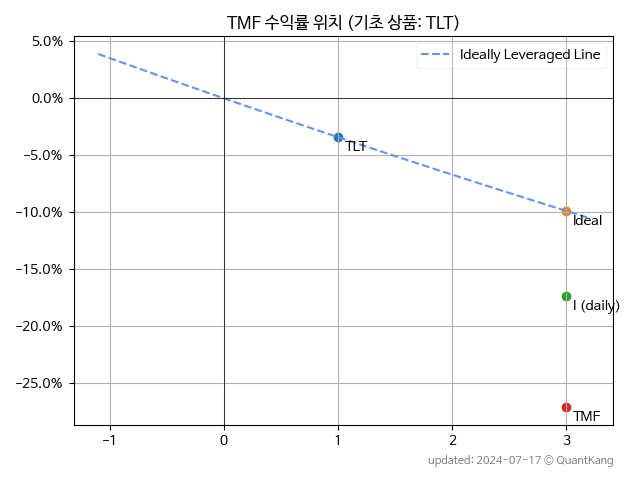 TMF 수익률 위치 (기초 상품: TLT)
5.0%
0.0%
−5.0%
−10.0%
−15.0%
−20.0%
−25.0%
Ideally Leveraged Line
TLT
Ideal
I (daily)
TMF
−1
0
1
2
3
updated: 2024-07-17 © QuantKang